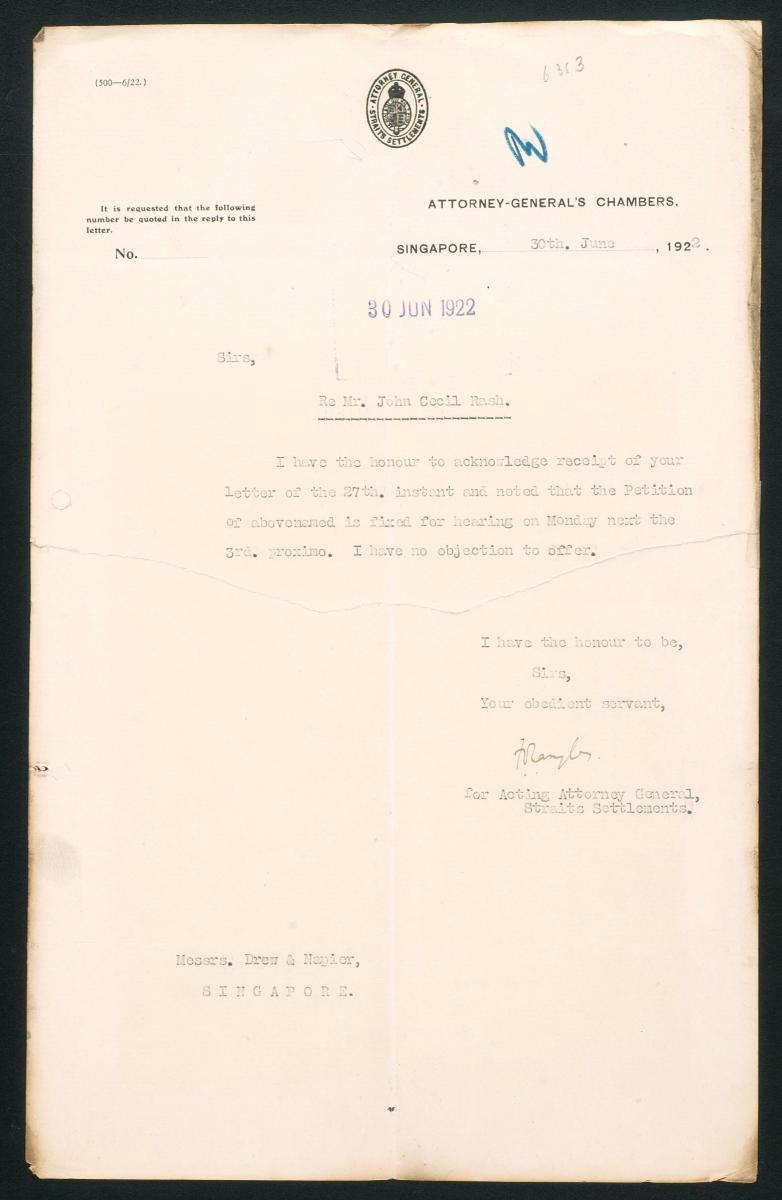 (500—6/22.)
6353
ATTORNEY GENERAL · STRAITS SETTLEMENTS ·
It is requested that the following
number be quoted in the reply to this
letter.
No.
ATTORNEY-GENERAL'S CHAMBERS,
SINGAPORE, 30th. June, 1922.
30 JUN 1922
Sirs,
Re Mr. John Cecil Rash.
I have the honour to acknowledge receipt of your
letter of the 27th. instant and noted that the Petition
of abovenamed is fixed for hearing on Monday next the
3rd. proximo. I have no objection to offer.
I have the honour to be,
Sirs,
Your obedient servant,
for Acting Attorney General,
Straits Settlements.
Messrs. Drew & Napier,
SINGAPORE.